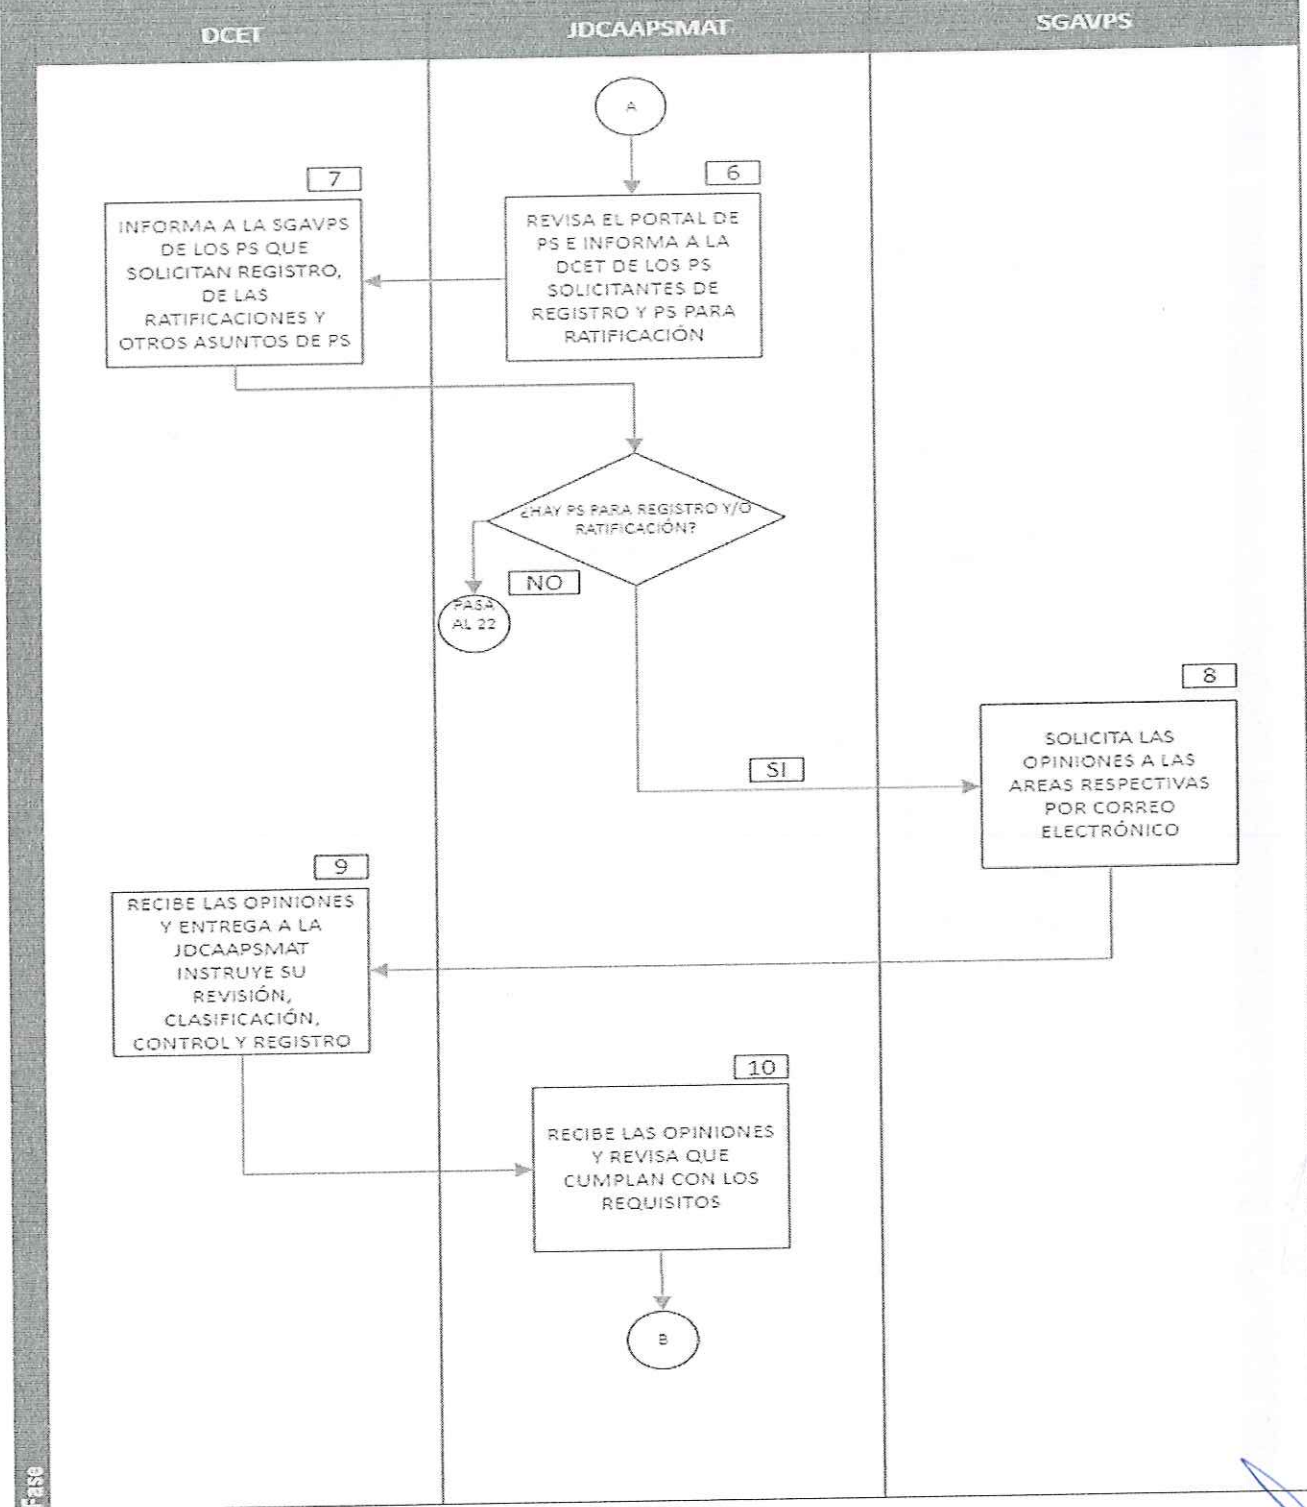 DCET
JDCAAPSMAT
SGAVPS
A
6
REVISA EL PORTAL DE
PS E INFORMA A LA
DCET DE LOS PS
SOLICITANTES DE
REGISTRO Y PS PARA
RATIFICACIÓN
7
INFORMA A LA SGAVPS
DE LOS PS QUE
SOLICITAN REGISTRO,
DE LAS
RATIFICACIONES Y
OTROS ASUNTOS DE PS
¿HAY PS PARA REGISTRO Y/O
RATIFICACIÓN?
NO
PASA
AL 22
SI
8
SOLICITA LAS
OPINIONES A LAS
AREAS RESPECTIVAS
POR CORREO
ELECTRÓNICO
9
RECIBE LAS OPINIONES
Y ENTREGA A LA
JDCAAPSMAT
INSTRUYE SU
REVISIÓN,
CLASIFICACIÓN,
CONTROL Y REGISTRO
10
RECIBE LAS OPINIONES
Y REVISA QUE
CUMPLAN CON LOS
REQUISITOS
B
Fase